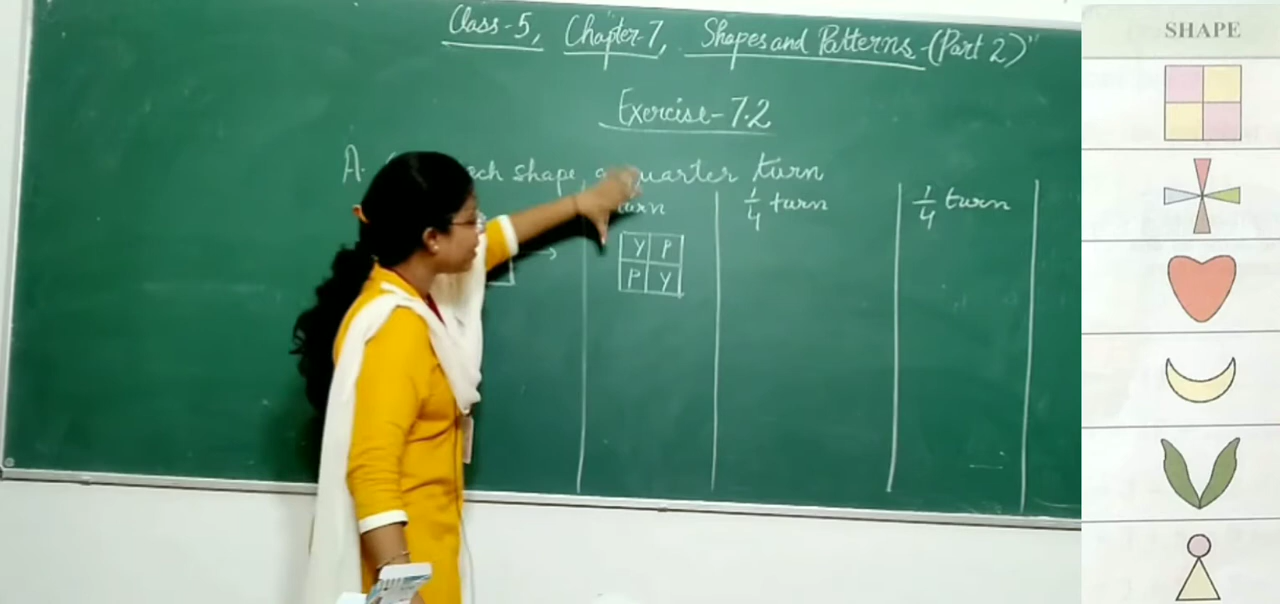 Class-5, Chapter-7, Shapes and Patterns-(Part 2)"
Exercise-7.2
A. shape quarter turn
turn
1/4 turn
1/4 turn
Y P
P Y
SHAPE